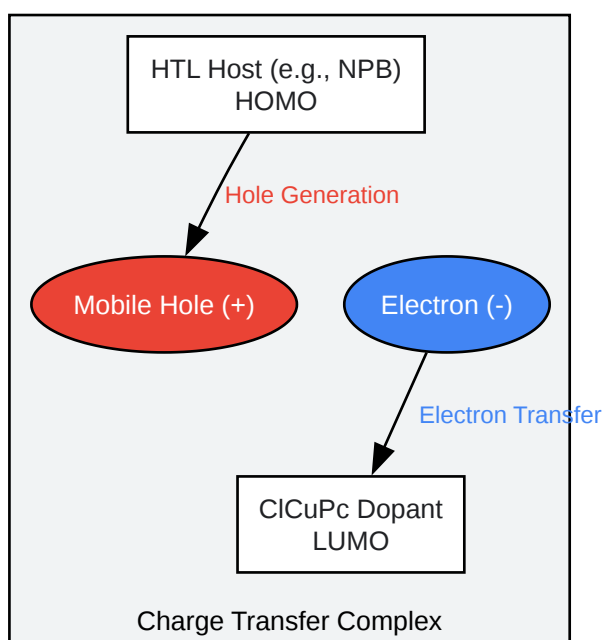 HTL Host (e.g., NPB)
HOMO
Hole Generation
Mobile Hole (+)
Electron (-)
Electron Transfer
ClCuPc Dopant
LUMO
Charge Transfer Complex